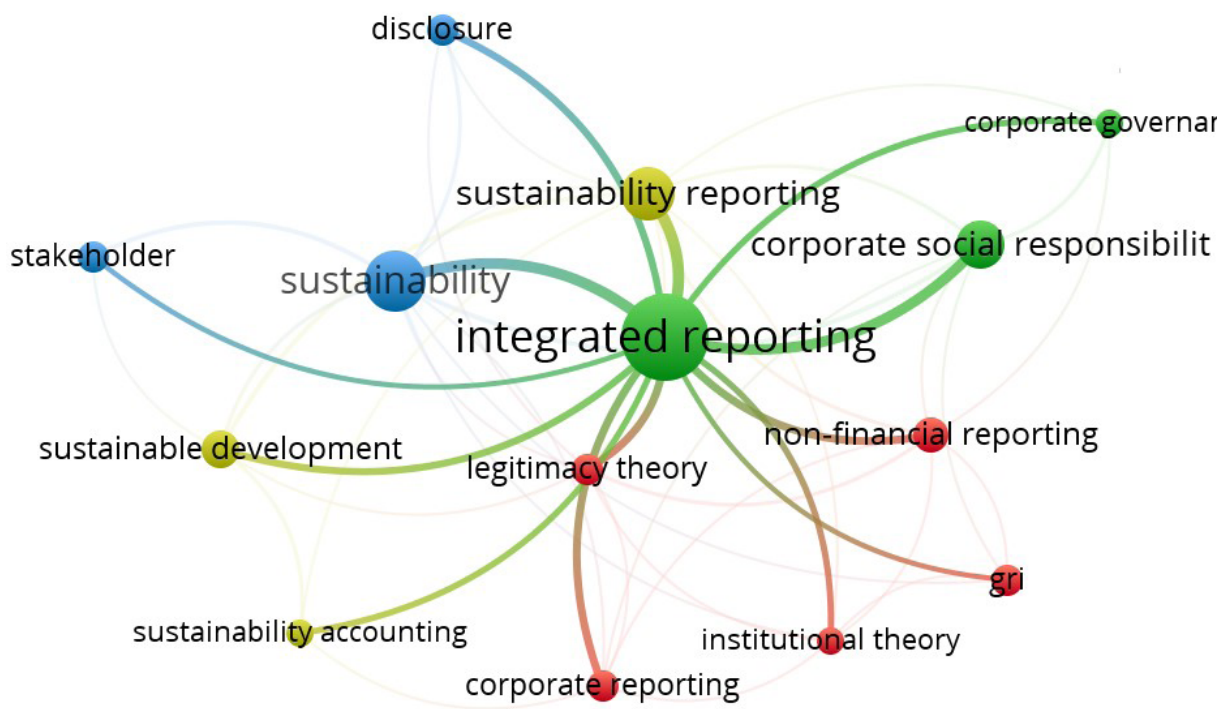 disclosure
corporate governar
sustainability reporting
corporate social responsibilit
stakeholder
sustainability
integrated reporting
non-financial reporting
sustainable development
legitimacy theory
gri
sustainability accounting
institutional theory
corporate reporting